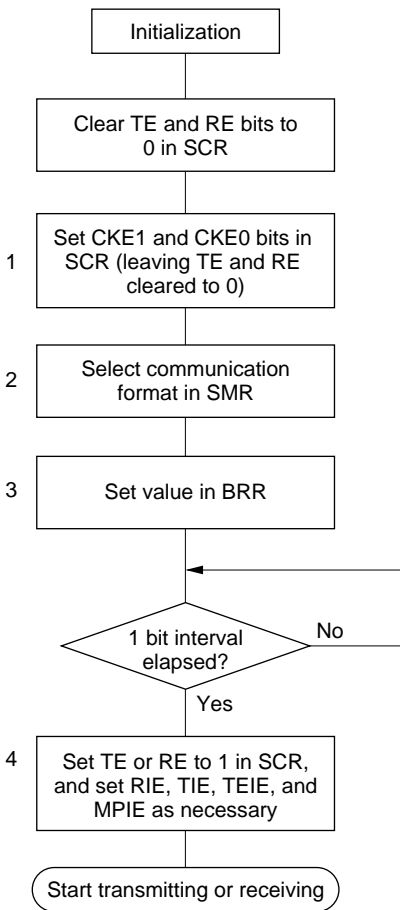 Initialization
Clear TE and RE bits to
0 in SCR
1
Set CKE1 and CKE0 bits in
SCR (leaving TE and RE
cleared to 0)
2
Select communication
format in SMR
3
Set value in BRR
1 bit interval
elapsed?
No
Yes
4
Set TE or RE to 1 in SCR,
and set RIE, TIE, TEIE, and
MPIE as necessary
Start transmitting or receiving